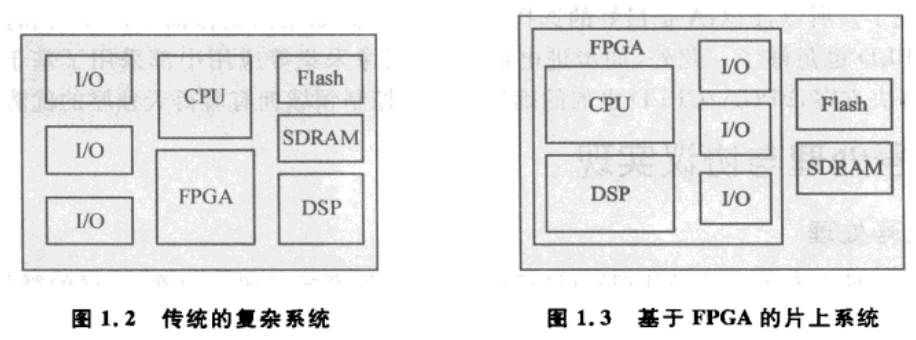 I/O
CPU
Flash
I/O
SDRAM
FPGA
I/O
DSP
图 1.2 传统的复杂系统
FPGA
I/O
CPU
Flash
I/O
SDRAM
DSP
I/O
图 1.3 基于 FPGA 的片上系统